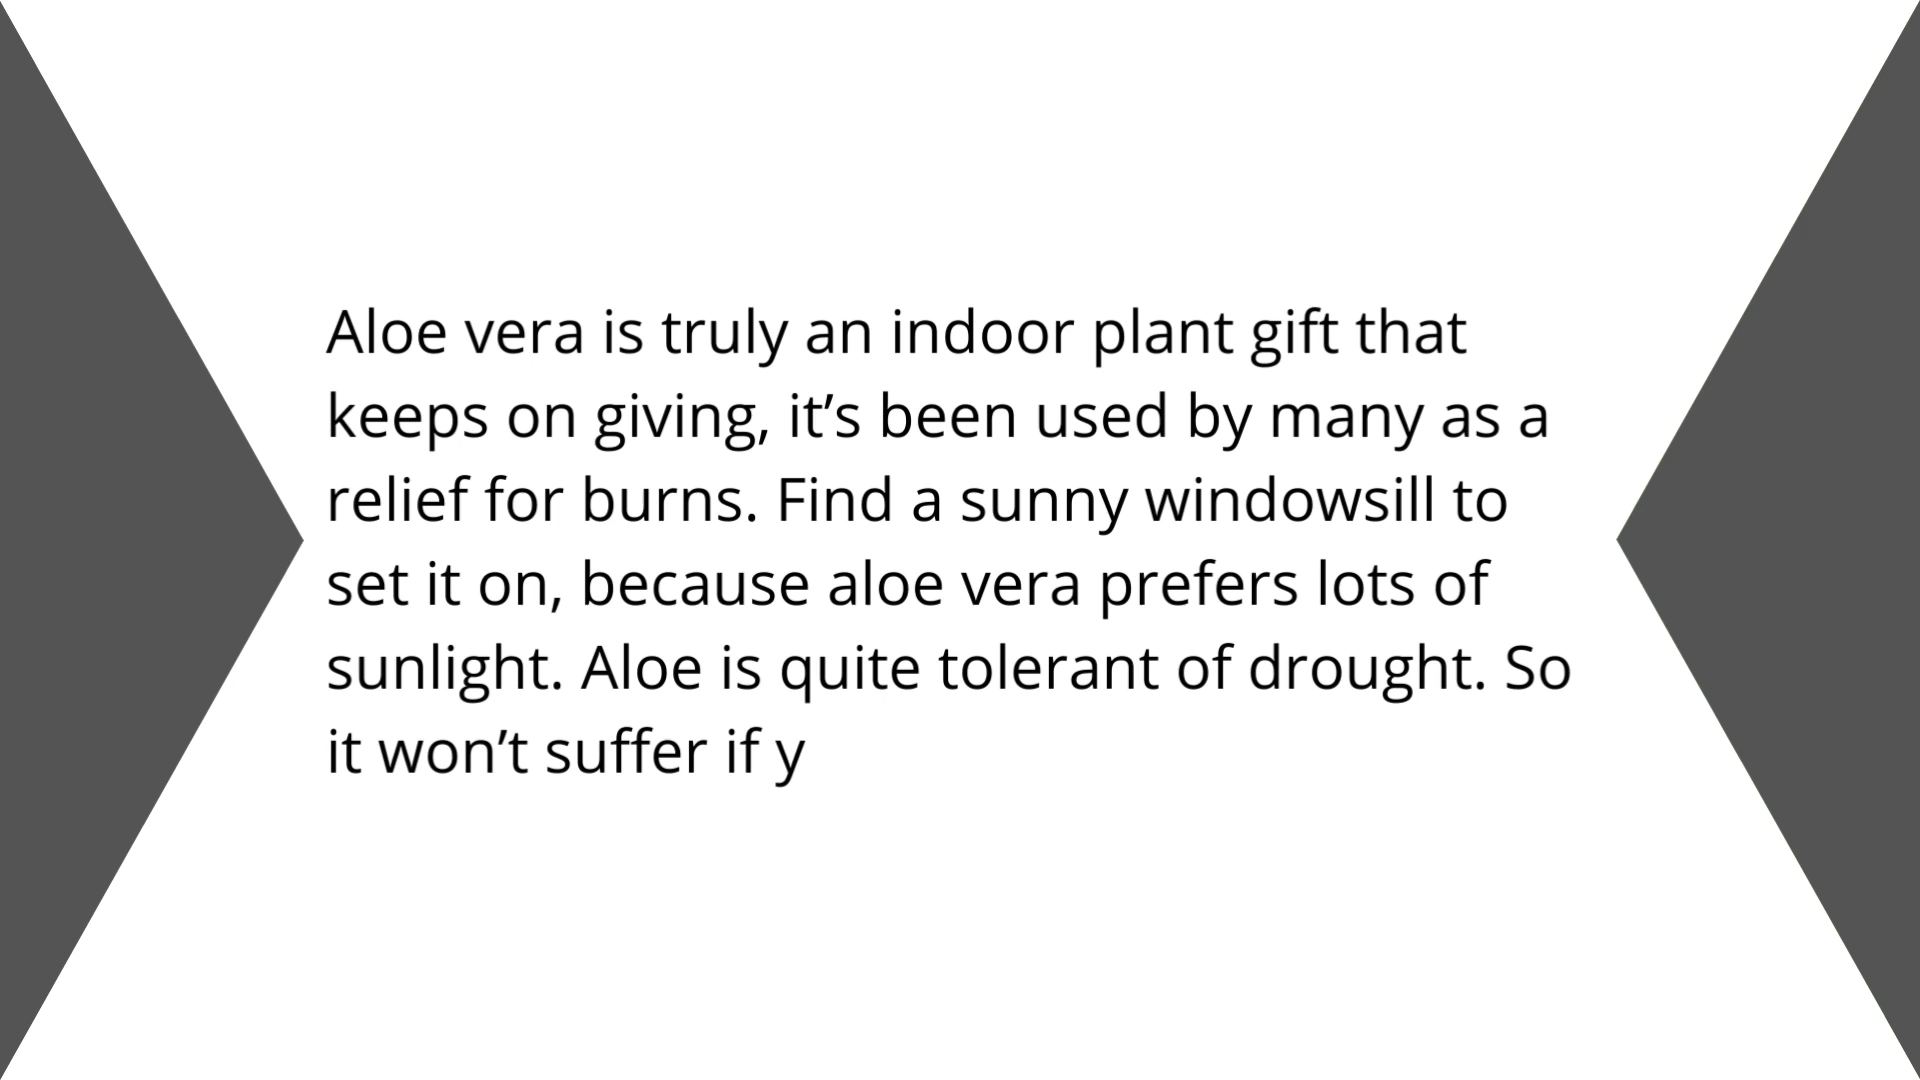 Aloe vera is truly an indoor plant gift that
keeps on giving, it’s been used by many as a
relief for burns. Find a sunny windowsill to
set it on, because aloe vera prefers lots of
sunlight. Aloe is quite tolerant of drought. So
it won’t suffer if y